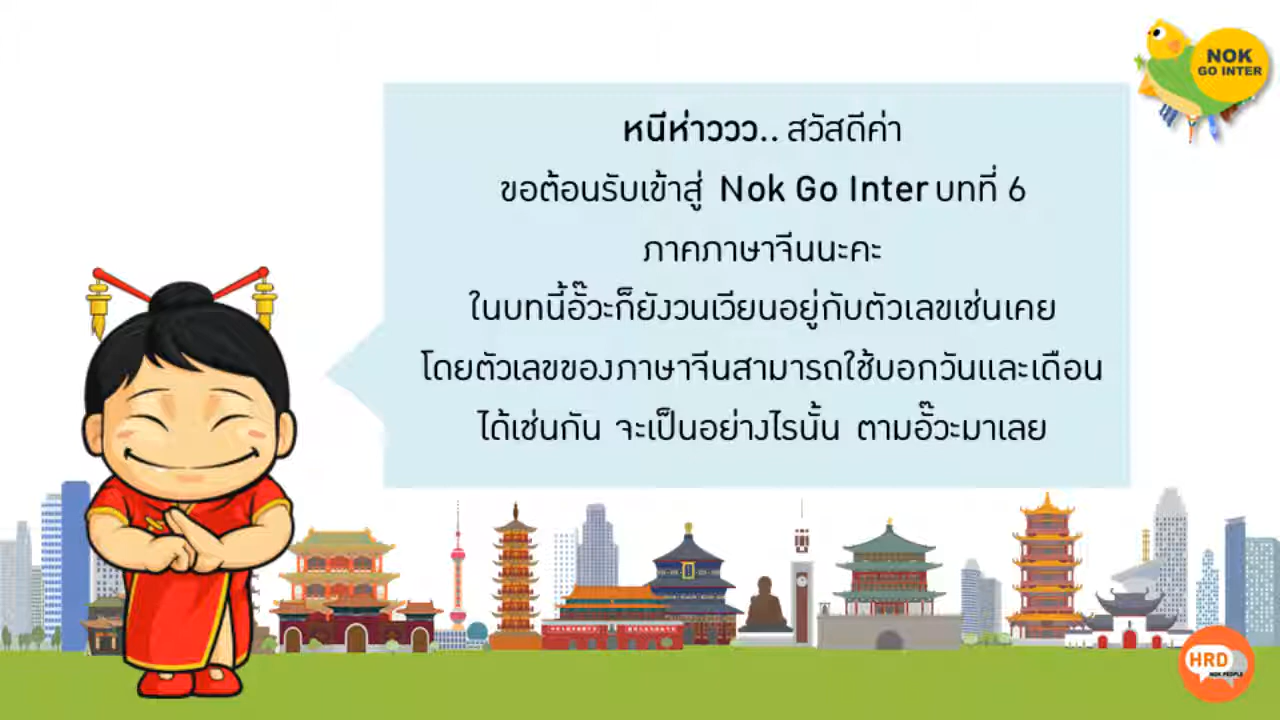 NOK
GO INTER
หนีห่าววว.. สวัสดีค่า
ขอต้อนรับเข้าสู่ Nok Go Inter บทที่ 6
ภาคภาษาจีนนะคะ
ในบทนี้อั๊วะก็ยังวนเวียนอยู่กับตัวเลขเช่นเคย
โดยตัวเลขของภาษาจีนสามารถใช้บอกวันและเดือน
ได้เช่นกัน จะเป็นอย่างไรนั้น ตามอั๊วะมาเลย
HRD
NOK PEOPLE